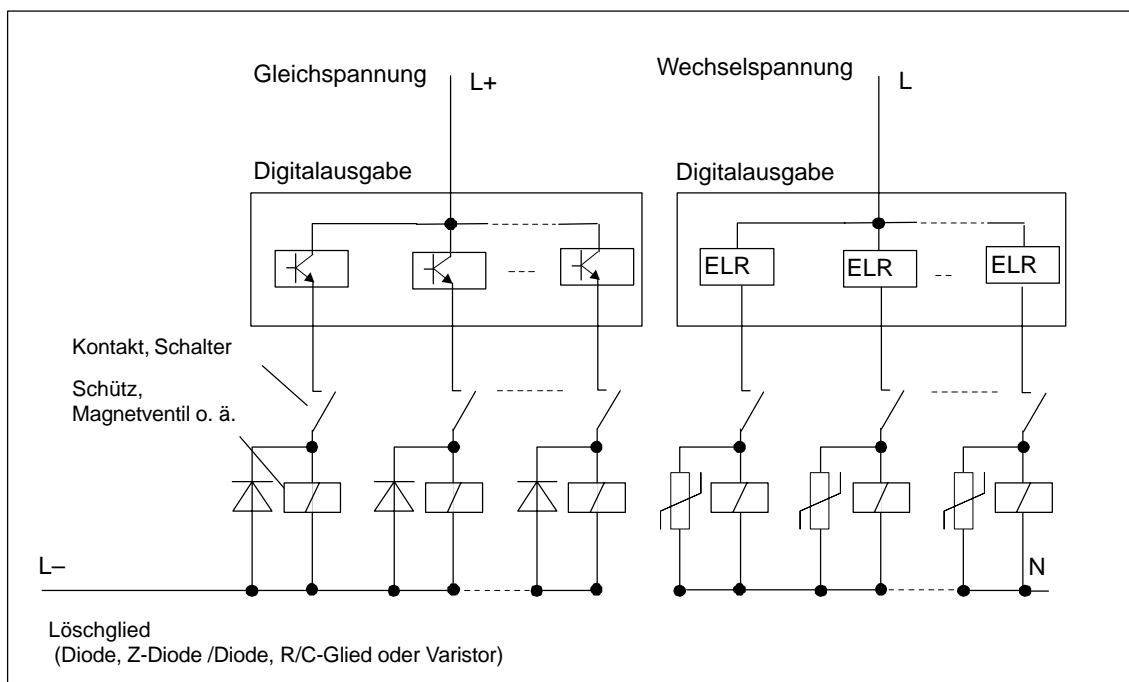 Gleichspannung
L+
Wechselspannung
L
Digitalausgabe
Digitalausgabe
ELR
ELR
ELR
Kontakt, Schalter
Schütz,
Magnetventil o. ä.
L–
N
Löschglied
(Diode, Z-Diode /Diode, R/C-Glied oder Varistor)